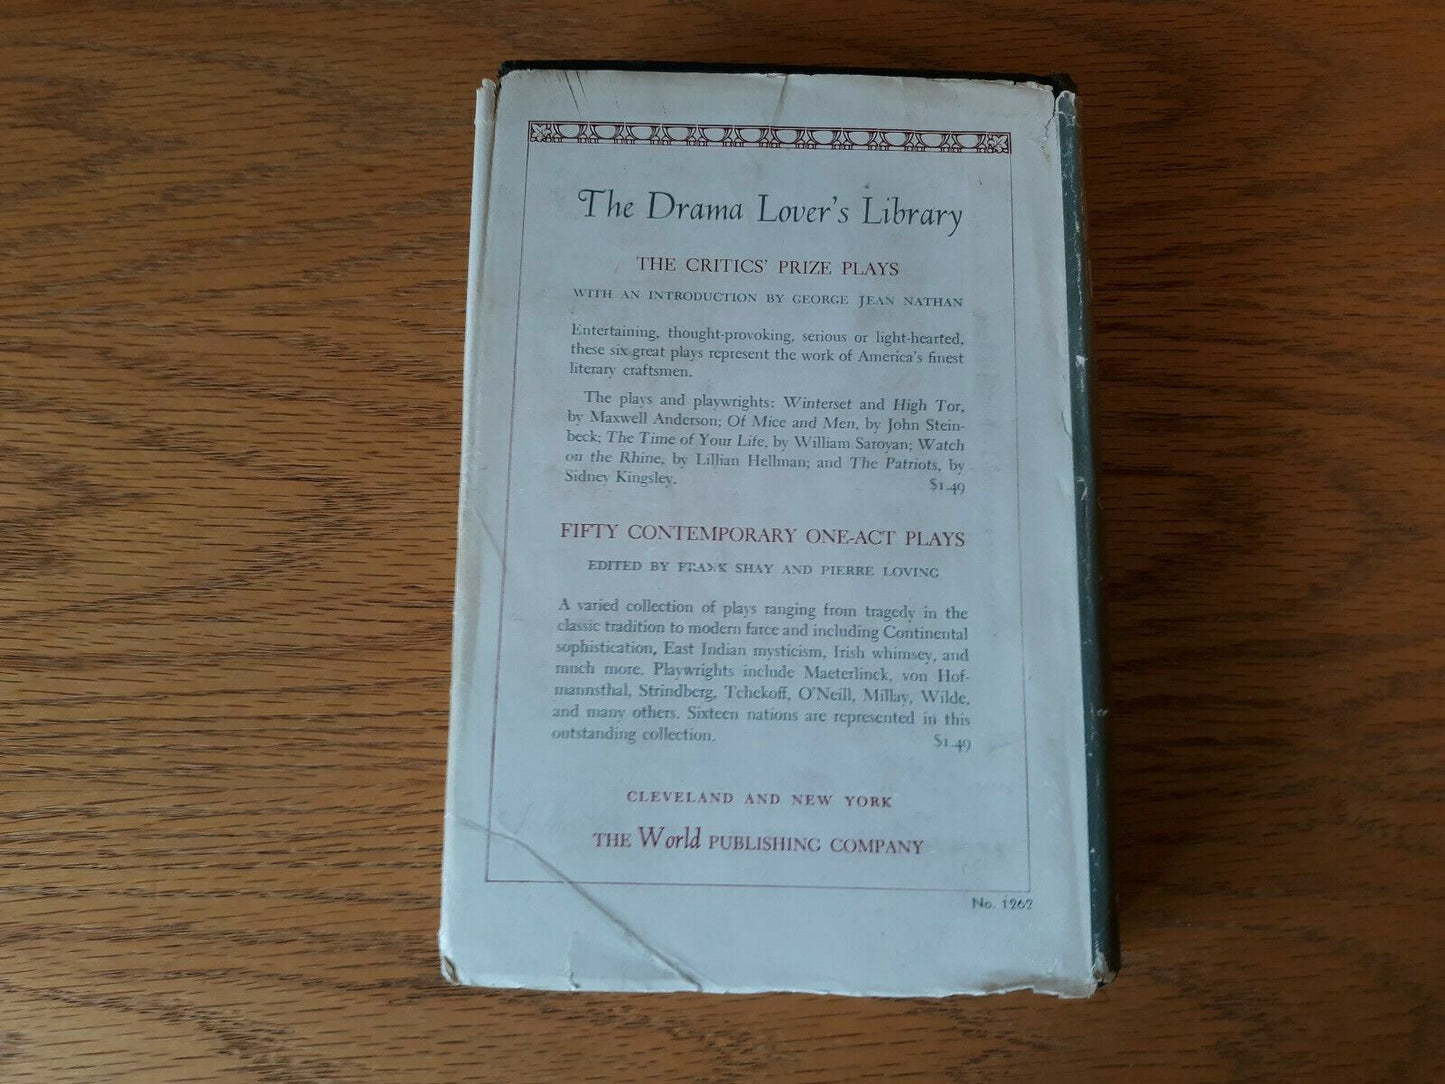 The Drama Lover's Library
THE CRITICS' PRIZE PLAYS
WITH AN INTRODUCTION BY GEORGE JEAN NATHAN
Entertaining, thought-provoking, serious or light-hearted,
these six great plays represent the work of America's finest
literary craftsmen.
The plays and playwrights: Winterset and High Tor,
by Maxwell Anderson; Of Mice and Men, by John Stein-
beck; The Time of Your Life, by William Saroyan; Watch
on the Rhine, by Lillian Hellman; and The Patriots, by
Sidney Kingsley. $1.49
FIFTY CONTEMPORARY ONE-ACT PLAYS
EDITED BY FRANK SHAY AND PIERRE LOVING
A varied collection of plays ranging from tragedy in the
classic tradition to modern farce and including Continental
sophistication, East Indian mysticism, Irish whimsey, and
much more. Playwrights include Maeterlinck, von Hof-
mannsthal, Strindberg, Tchekoff, O'Neill, Millay, Wilde,
and many others. Sixteen nations are represented in this
outstanding collection. $1.49
CLEVELAND AND NEW YORK
THE World PUBLISHING COMPANY
No. 1262